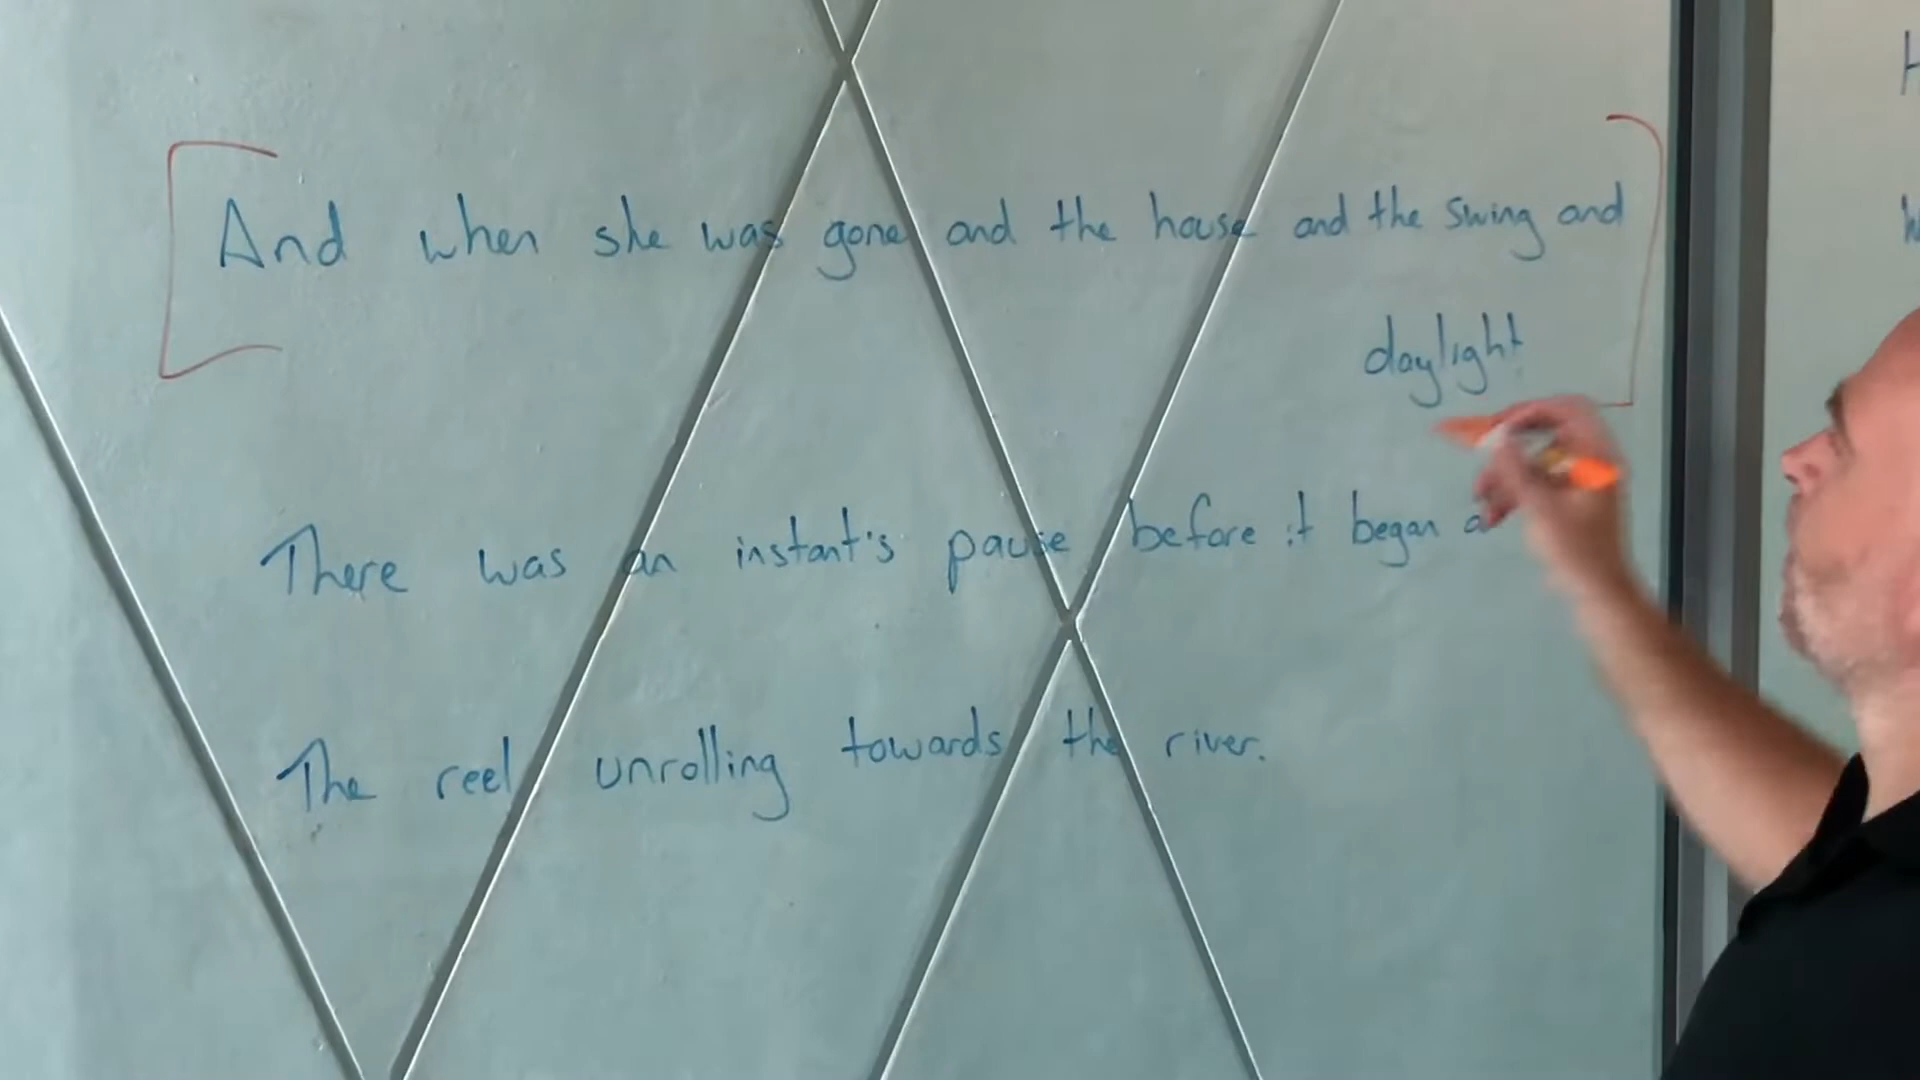 And when she was gone and the house and the swing and
daylight
There was an instant's pause before it began
The reel unrolling towards the river.